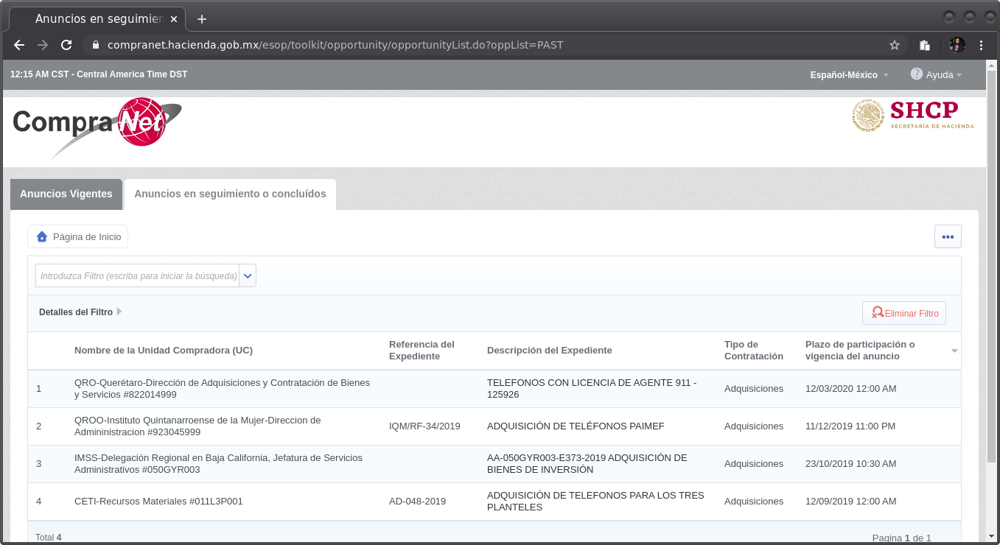 Anuncios en seguimien
compranet.hacienda.gob.mx/esop/toolkit/opportunity/opportunityList.do?oppList=PAST
12:15 AM CST - Central America Time DST
Español-México
? Ayuda
CompraNet
SHCP
SECRETARÍA DE HACIENDA
Anuncios Vigentes
Anuncios en seguimiento o concluídos
Página de Inicio
Introduzca Filtro (escriba para iniciar la búsqueda)
Detalles del Filtro
Eliminar Filtro
Nombre de la Unidad Compradora (UC)
Referencia del
Expediente
Descripción del Expediente
Tipo de
Contratación
Plazo de participación o
vigencia del anuncio
1
QRO-Querétaro-Dirección de Adquisiciones y Contratación de Bienes
y Servicios #822014999
TELEFONOS CON LICENCIA DE AGENTE 911 -
125926
Adquisiciones
12/03/2020 12:00 AM
2
QROO-Instituto Quintanarroense de la Mujer-Direccion de
Admininistracion #923045999
IQM/RF-34/2019
ADQUISICIÓN DE TELÉFONOS PAIMEF
Adquisiciones
11/12/2019 11:00 PM
3
IMSS-Delegación Regional en Baja California, Jefatura de Servicios
Administrativos #050GYR003
AA-050GYR003-E373-2019 ADQUISICIÓN DE
BIENES DE INVERSIÓN
Adquisiciones
23/10/2019 10:30 AM
4
CETI-Recursos Materiales #011L3P001
AD-048-2019
ADQUISICIÓN DE TELEFONOS PARA LOS TRES
PLANTELES
Adquisiciones
12/09/2019 12:00 AM
Total 4
Pagina 1 de 1